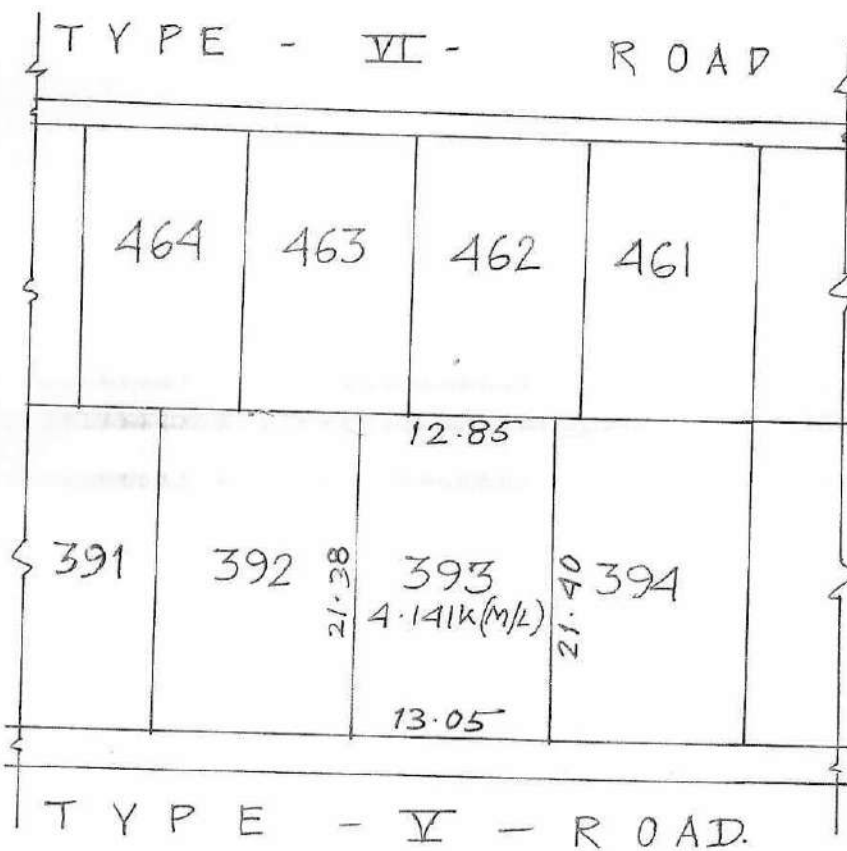 TYPE - VI - ROAD
464 463 462 461
12.85
391 392 21.38 393 21.40 394
4.141K(M/L)
13.05
TYPE - V - ROAD.